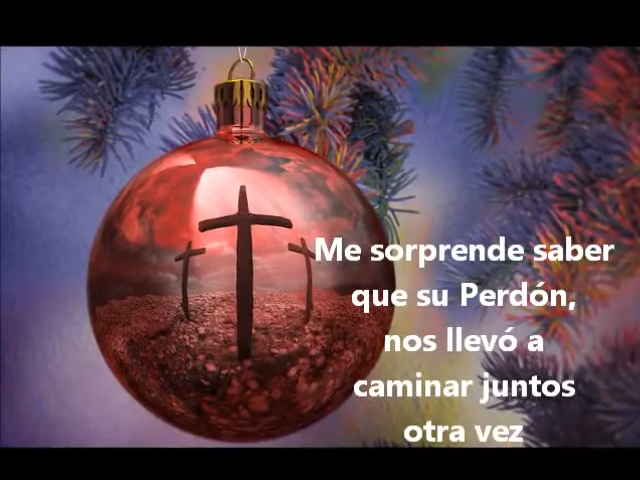 Me sorprende saber
que su Perdón,
nos llevó a
caminar juntos
otra vez